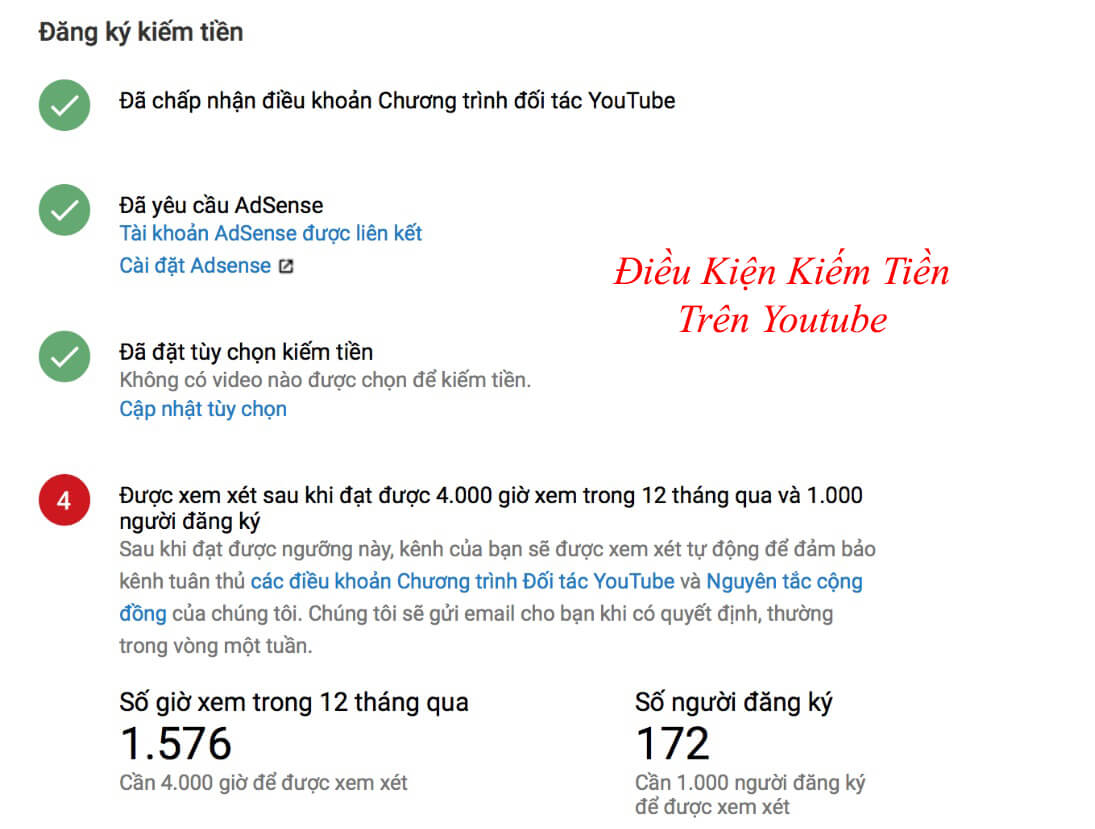 Đăng ký kiếm tiền
Đã chấp nhận điều khoản Chương trình đối tác YouTube
Đã yêu cầu AdSense
Tài khoản AdSense được liên kết
Cài đặt Adsense
Điều Kiện Kiếm Tiền
Trên Youtube
Đã đặt tùy chọn kiếm tiền
Không có video nào được chọn để kiếm tiền.
Cập nhật tùy chọn
4
Được xem xét sau khi đạt được 4.000 giờ xem trong 12 tháng qua và 1.000
người đăng ký
Sau khi đạt được ngưỡng này, kênh của bạn sẽ được xem xét tự động để đảm bảo
kênh tuân thủ các điều khoản Chương trình Đối tác YouTube và Nguyên tắc cộng
đồng của chúng tôi. Chúng tôi sẽ gửi email cho bạn khi có quyết định, thường
trong vòng một tuần.
Số giờ xem trong 12 tháng qua
1.576
Cần 4.000 giờ để được xem xét
Số người đăng ký
172
Cần 1.000 người đăng ký
để được xem xét